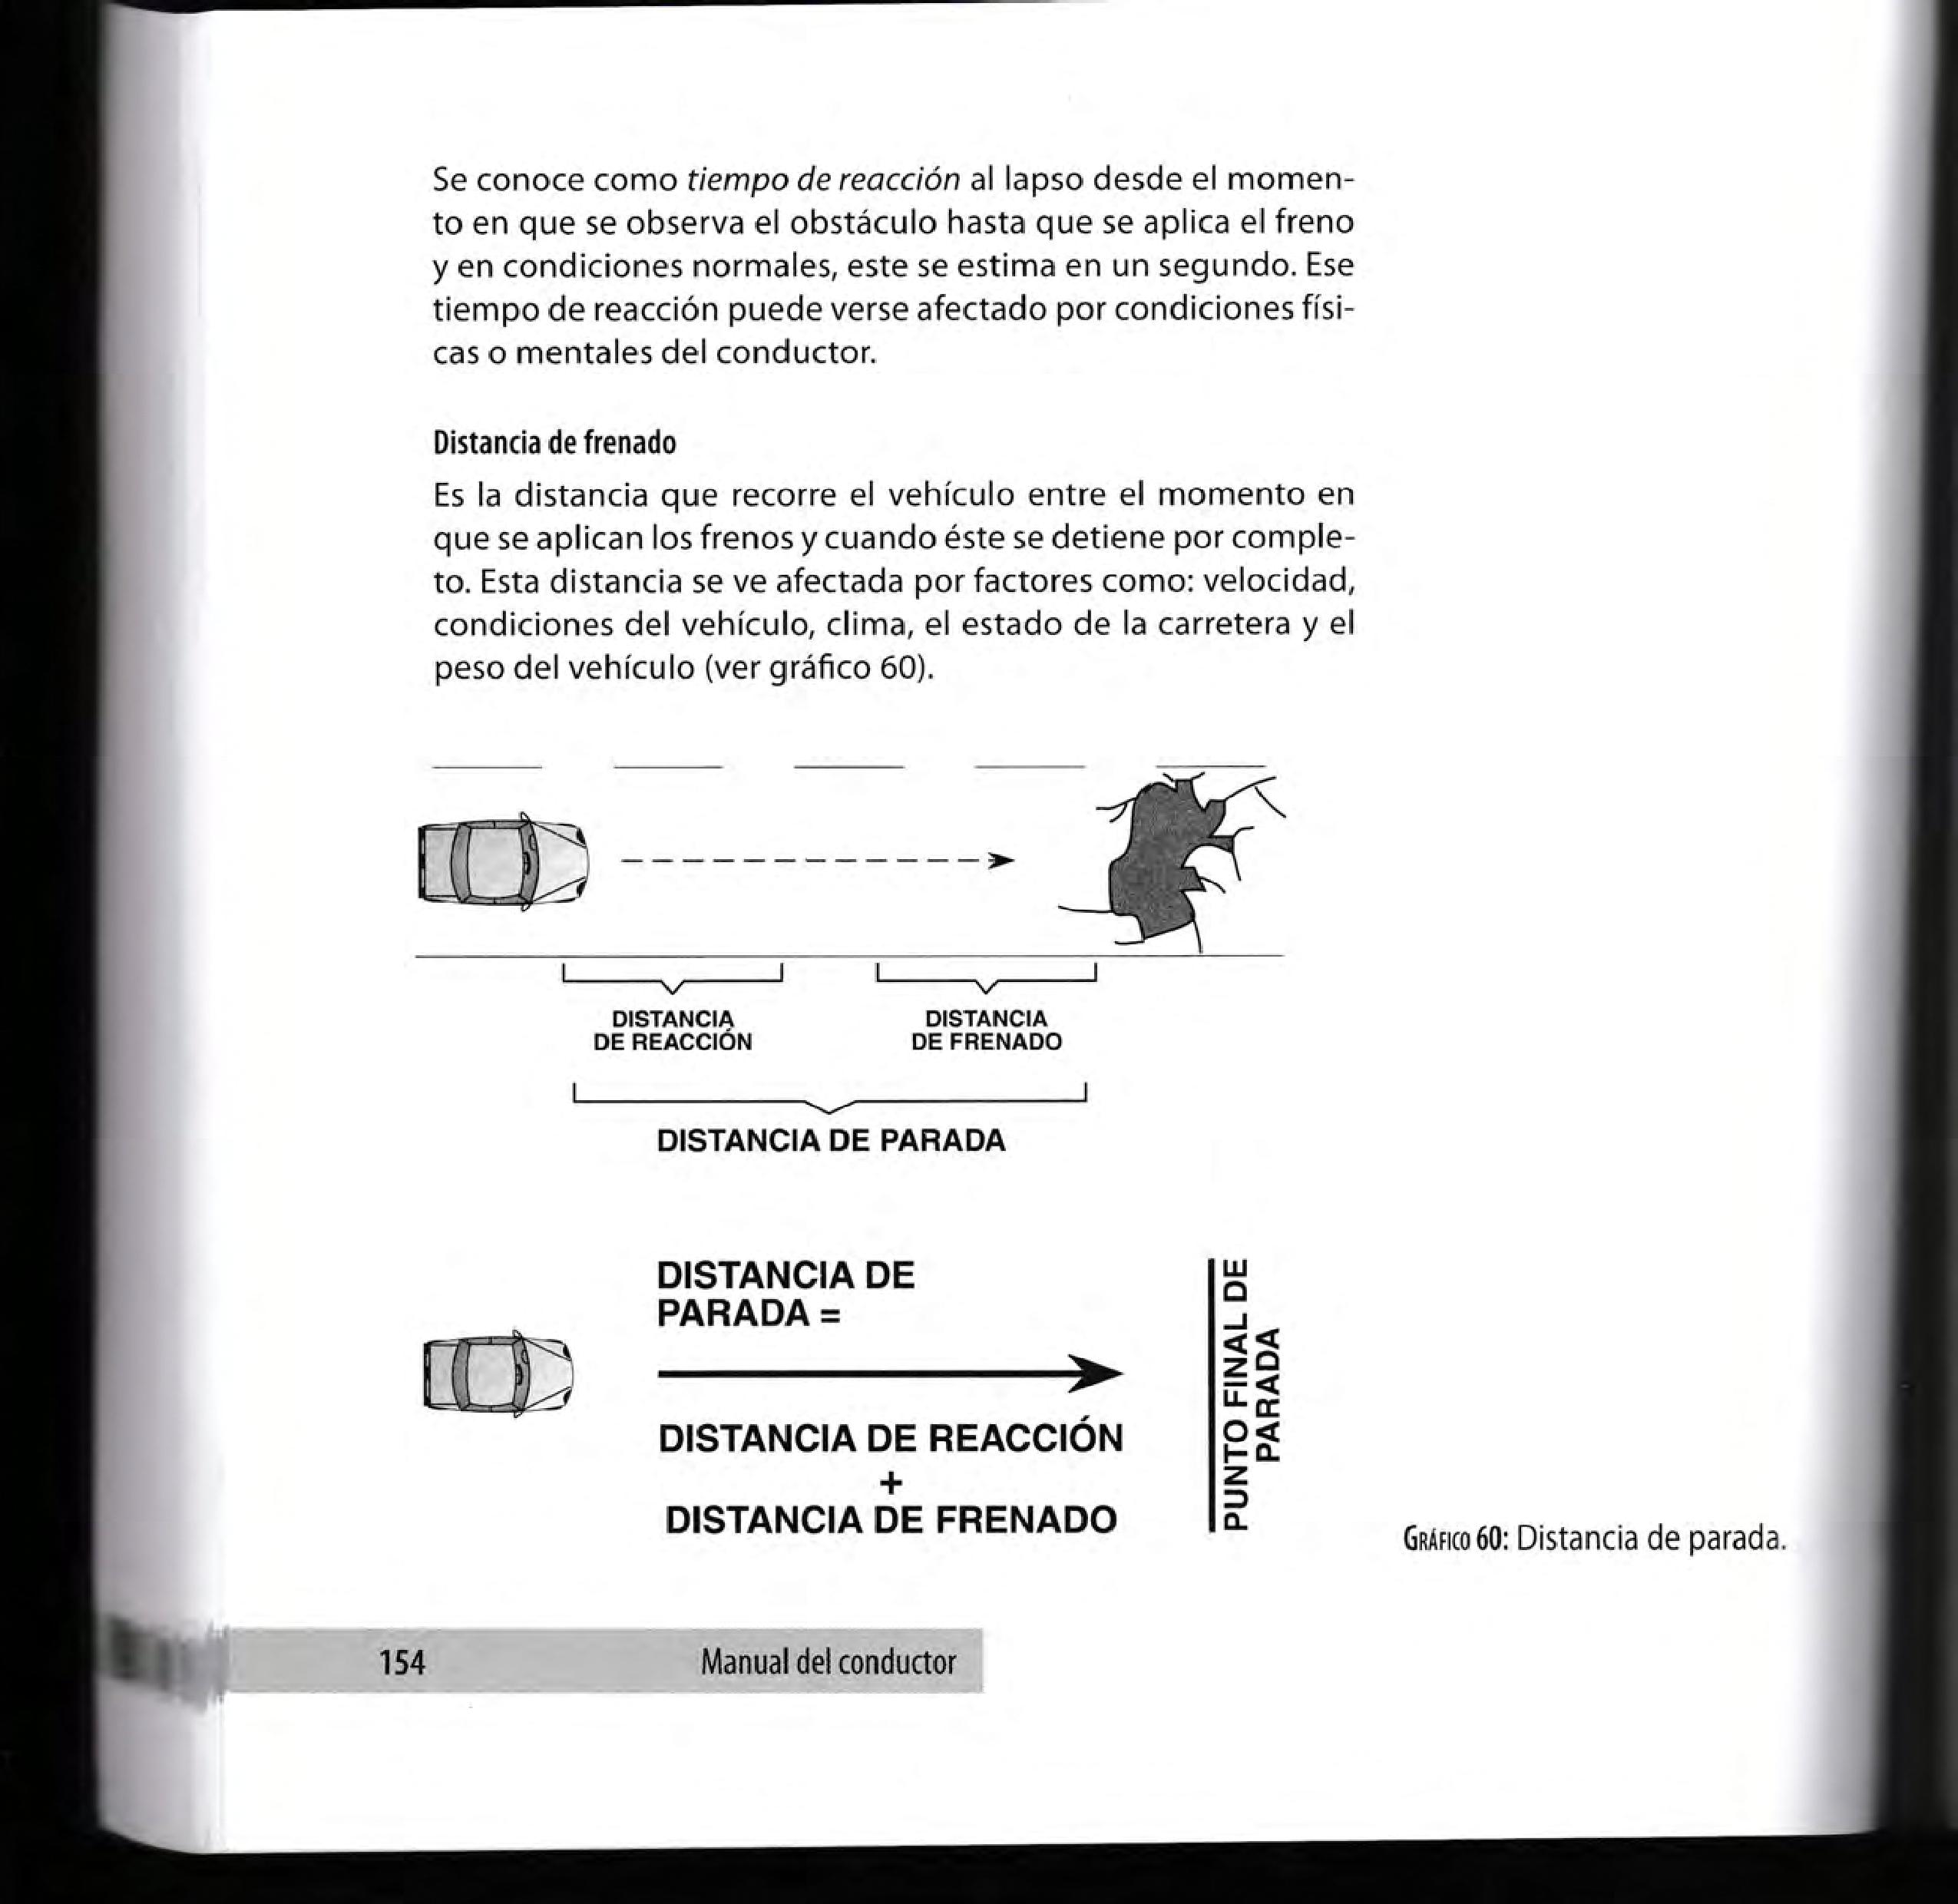 Se conoce como tiempo de reacción al lapso desde el momen-
to en que se observa el obstáculo hasta que se aplica el freno
y en condiciones normales, este se estima en un segundo. Ese
tiempo de reacción puede verse afectado por condiciones físi-
cas o mentales del conductor.
Distancia de frenado
Es la distancia que recorre el vehículo entre el momento en
que se aplican los frenos y cuando éste se detiene por comple-
to. Esta distancia se ve afectada por factores como: velocidad,
condiciones del vehículo, clima, el estado de la carretera y el
peso del vehículo (ver gráfico 60).
DISTANCIA
DE REACCIÓN
DISTANCIA
DE FRENADO
DISTANCIA DE PARADA
DISTANCIA DE
PARADA =
DISTANCIA DE REACCIÓN
+
DISTANCIA DE FRENADO
PUNTO FINAL DE
PARADA
GRÁFICO 60: Distancia de parada.
154 Manual del conductor